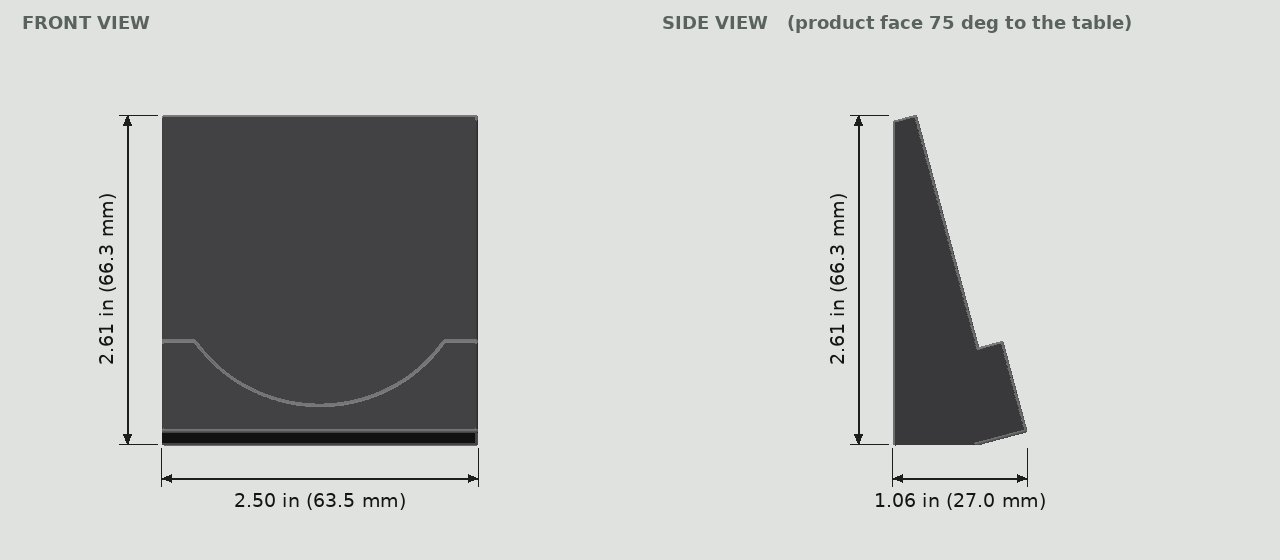 FRONT VIEW
SIDE VIEW (product face 75 deg to the table)
2.61 in (66.3 mm)
2.61 in (66.3 mm)
2.50 in (63.5 mm)
1.06 in (27.0 mm)